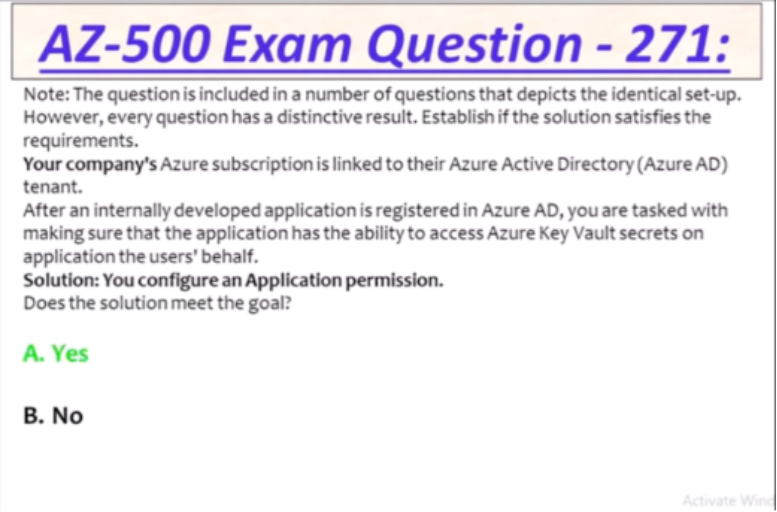 AZ-500 Exam Question - 271:
Note: The question is included in a number of questions that depicts the identical set-up.
However, every question has a distinctive result. Establish if the solution satisfies the
requirements.
Your company's Azure subscription is linked to their Azure Active Directory (Azure AD)
tenant.
After an internally developed application is registered in Azure AD, you are tasked with
making sure that the application has the ability to access Azure Key Vault secrets on
application the users' behalf.
Solution: You configure an Application permission.
Does the solution meet the goal?
A. Yes
B. No
Activate Wind